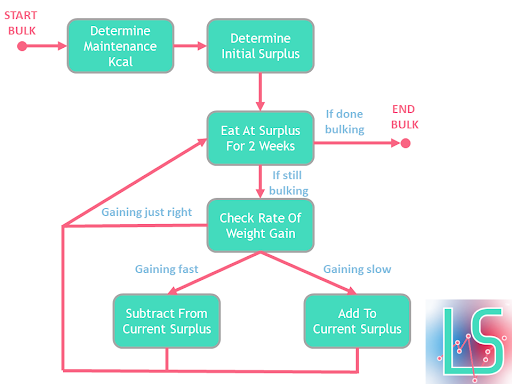 START
BULK
Determine
Maintenance
Kcal
Determine
Initial Surplus
Eat At Surplus
For 2 Weeks
If done
bulking
END
BULK
If still
bulking
Gaining just right
Check Rate Of
Weight Gain
Gaining fast
Gaining slow
Subtract From
Current Surplus
Add To
Current Surplus
LS